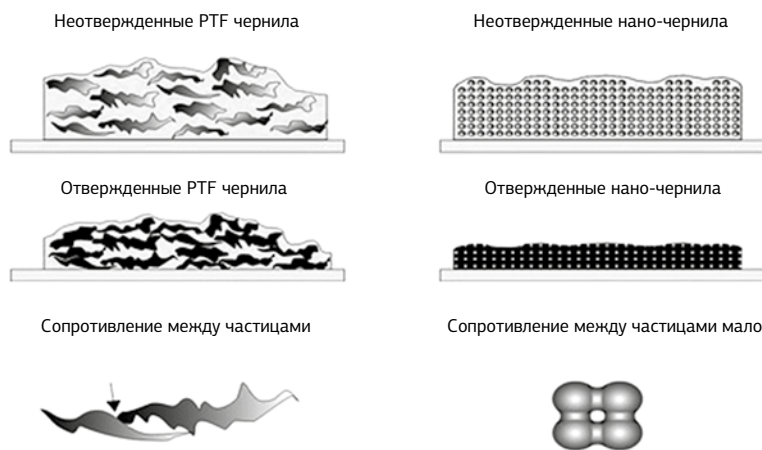 Неотвержденные PTF чернила
Неотвержденные нано-чернила
Отвержденные PTF чернила
Отвержденные нано-чернила
Сопротивление между частицами
Сопротивление между частицами мало